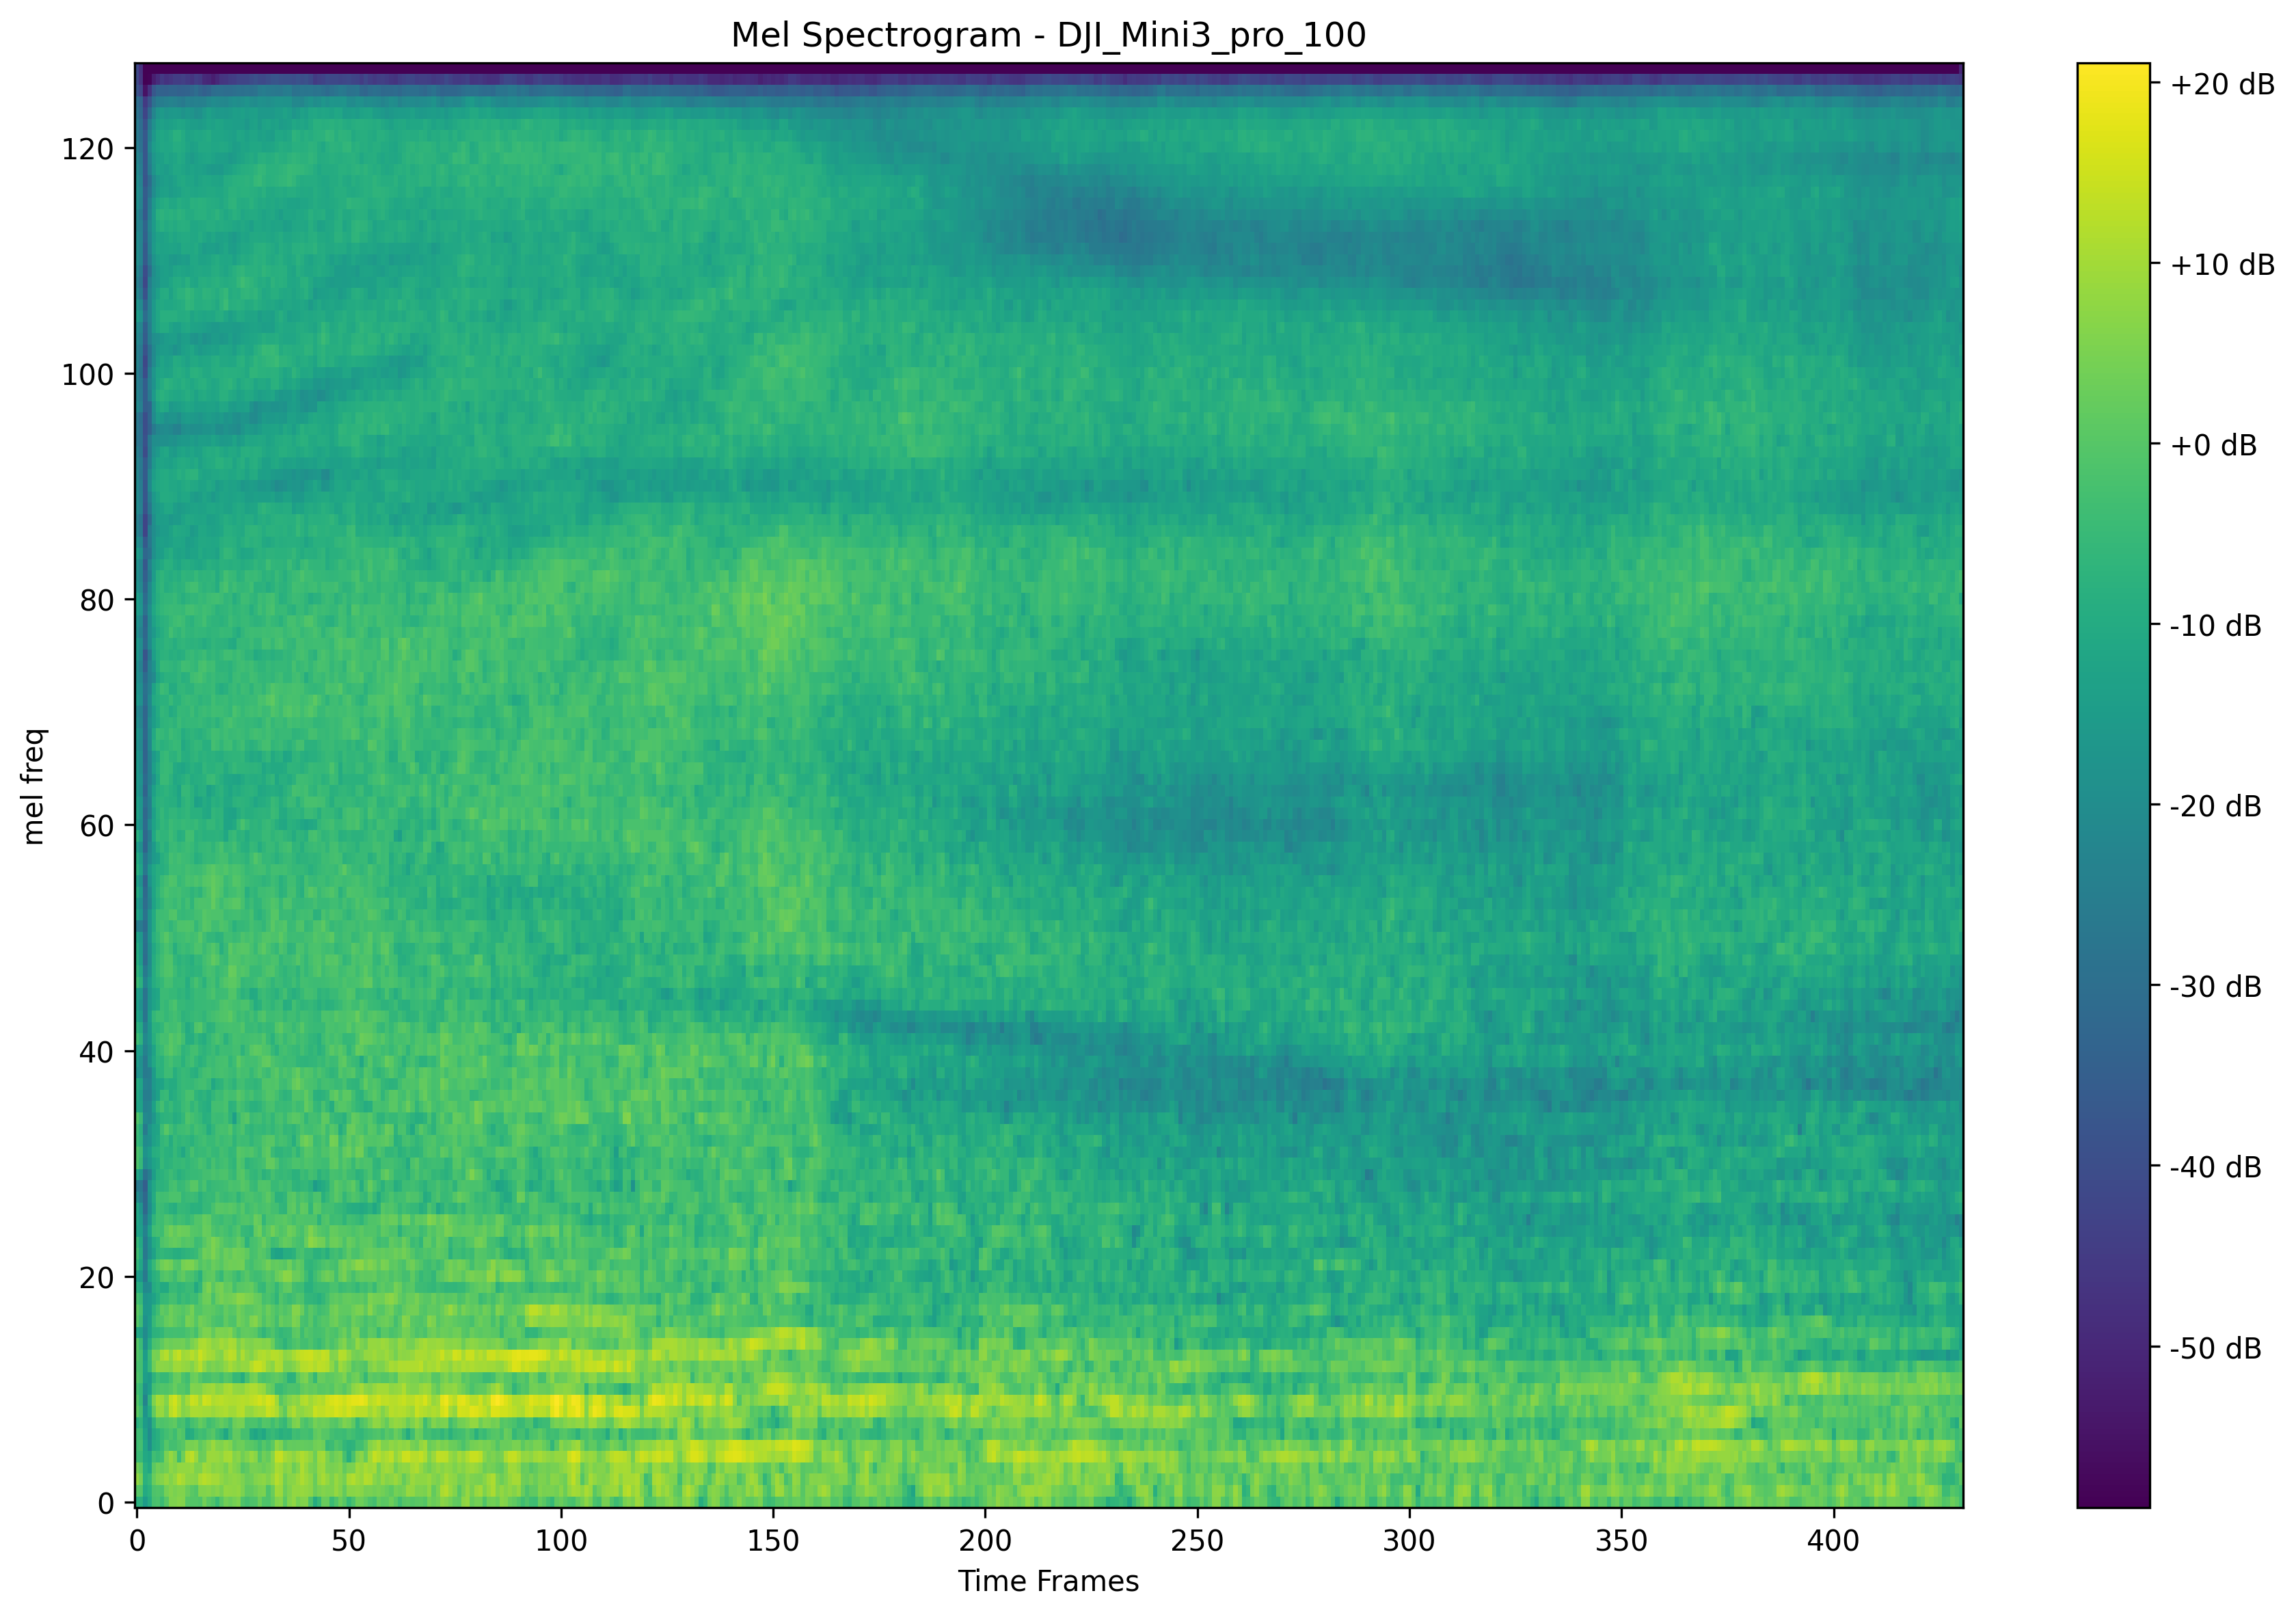 Mel Spectrogram - DJI_Mini3_pro_100
mel freq
120
100
80
60
40
20
0
0 50 100 150 200 250 300 350 400
Time Frames
+20 dB
+10 dB
+0 dB
-10 dB
-20 dB
-30 dB
-40 dB
-50 dB